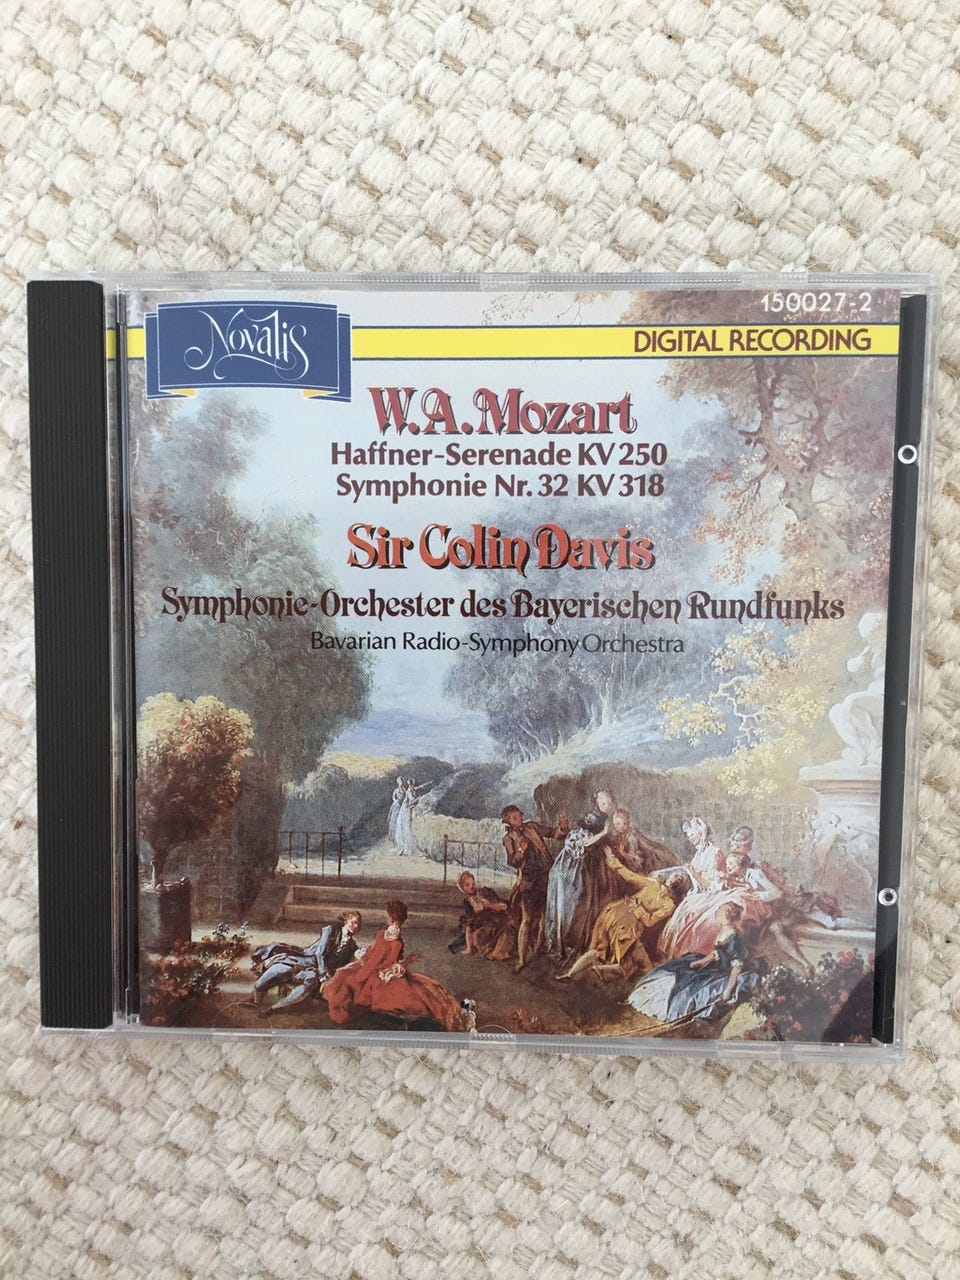 150027-2
Novalis
DIGITAL RECORDING
W.A. Mozart
Haffner-Serenade KV 250
Symphonie Nr. 32 KV 318
Sir Colin Davis
Symphonie-Orchester des Bayerischen Rundfunks
Bavarian Radio-Symphony Orchestra